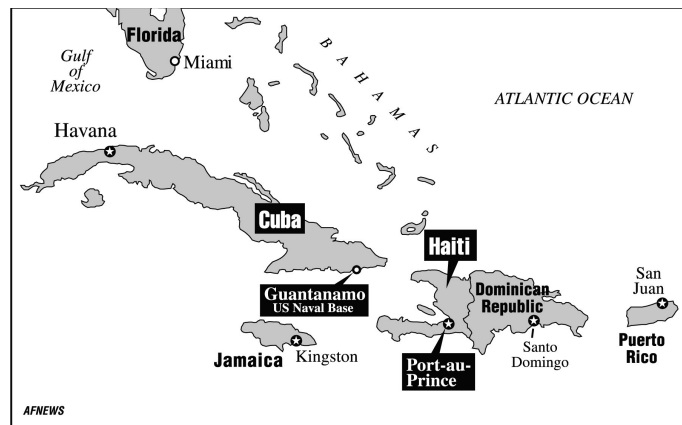 Florida
Gulf
of
Mexico
Miami
BAHAMAS
ATLANTIC OCEAN
Havana
Cuba
Haiti
Guantanamo
US Naval Base
Dominican
Republic
San
Juan
Jamaica
Kingston
Port-au-
Prince
Santo
Domingo
Puerto
Rico
AFNEWS